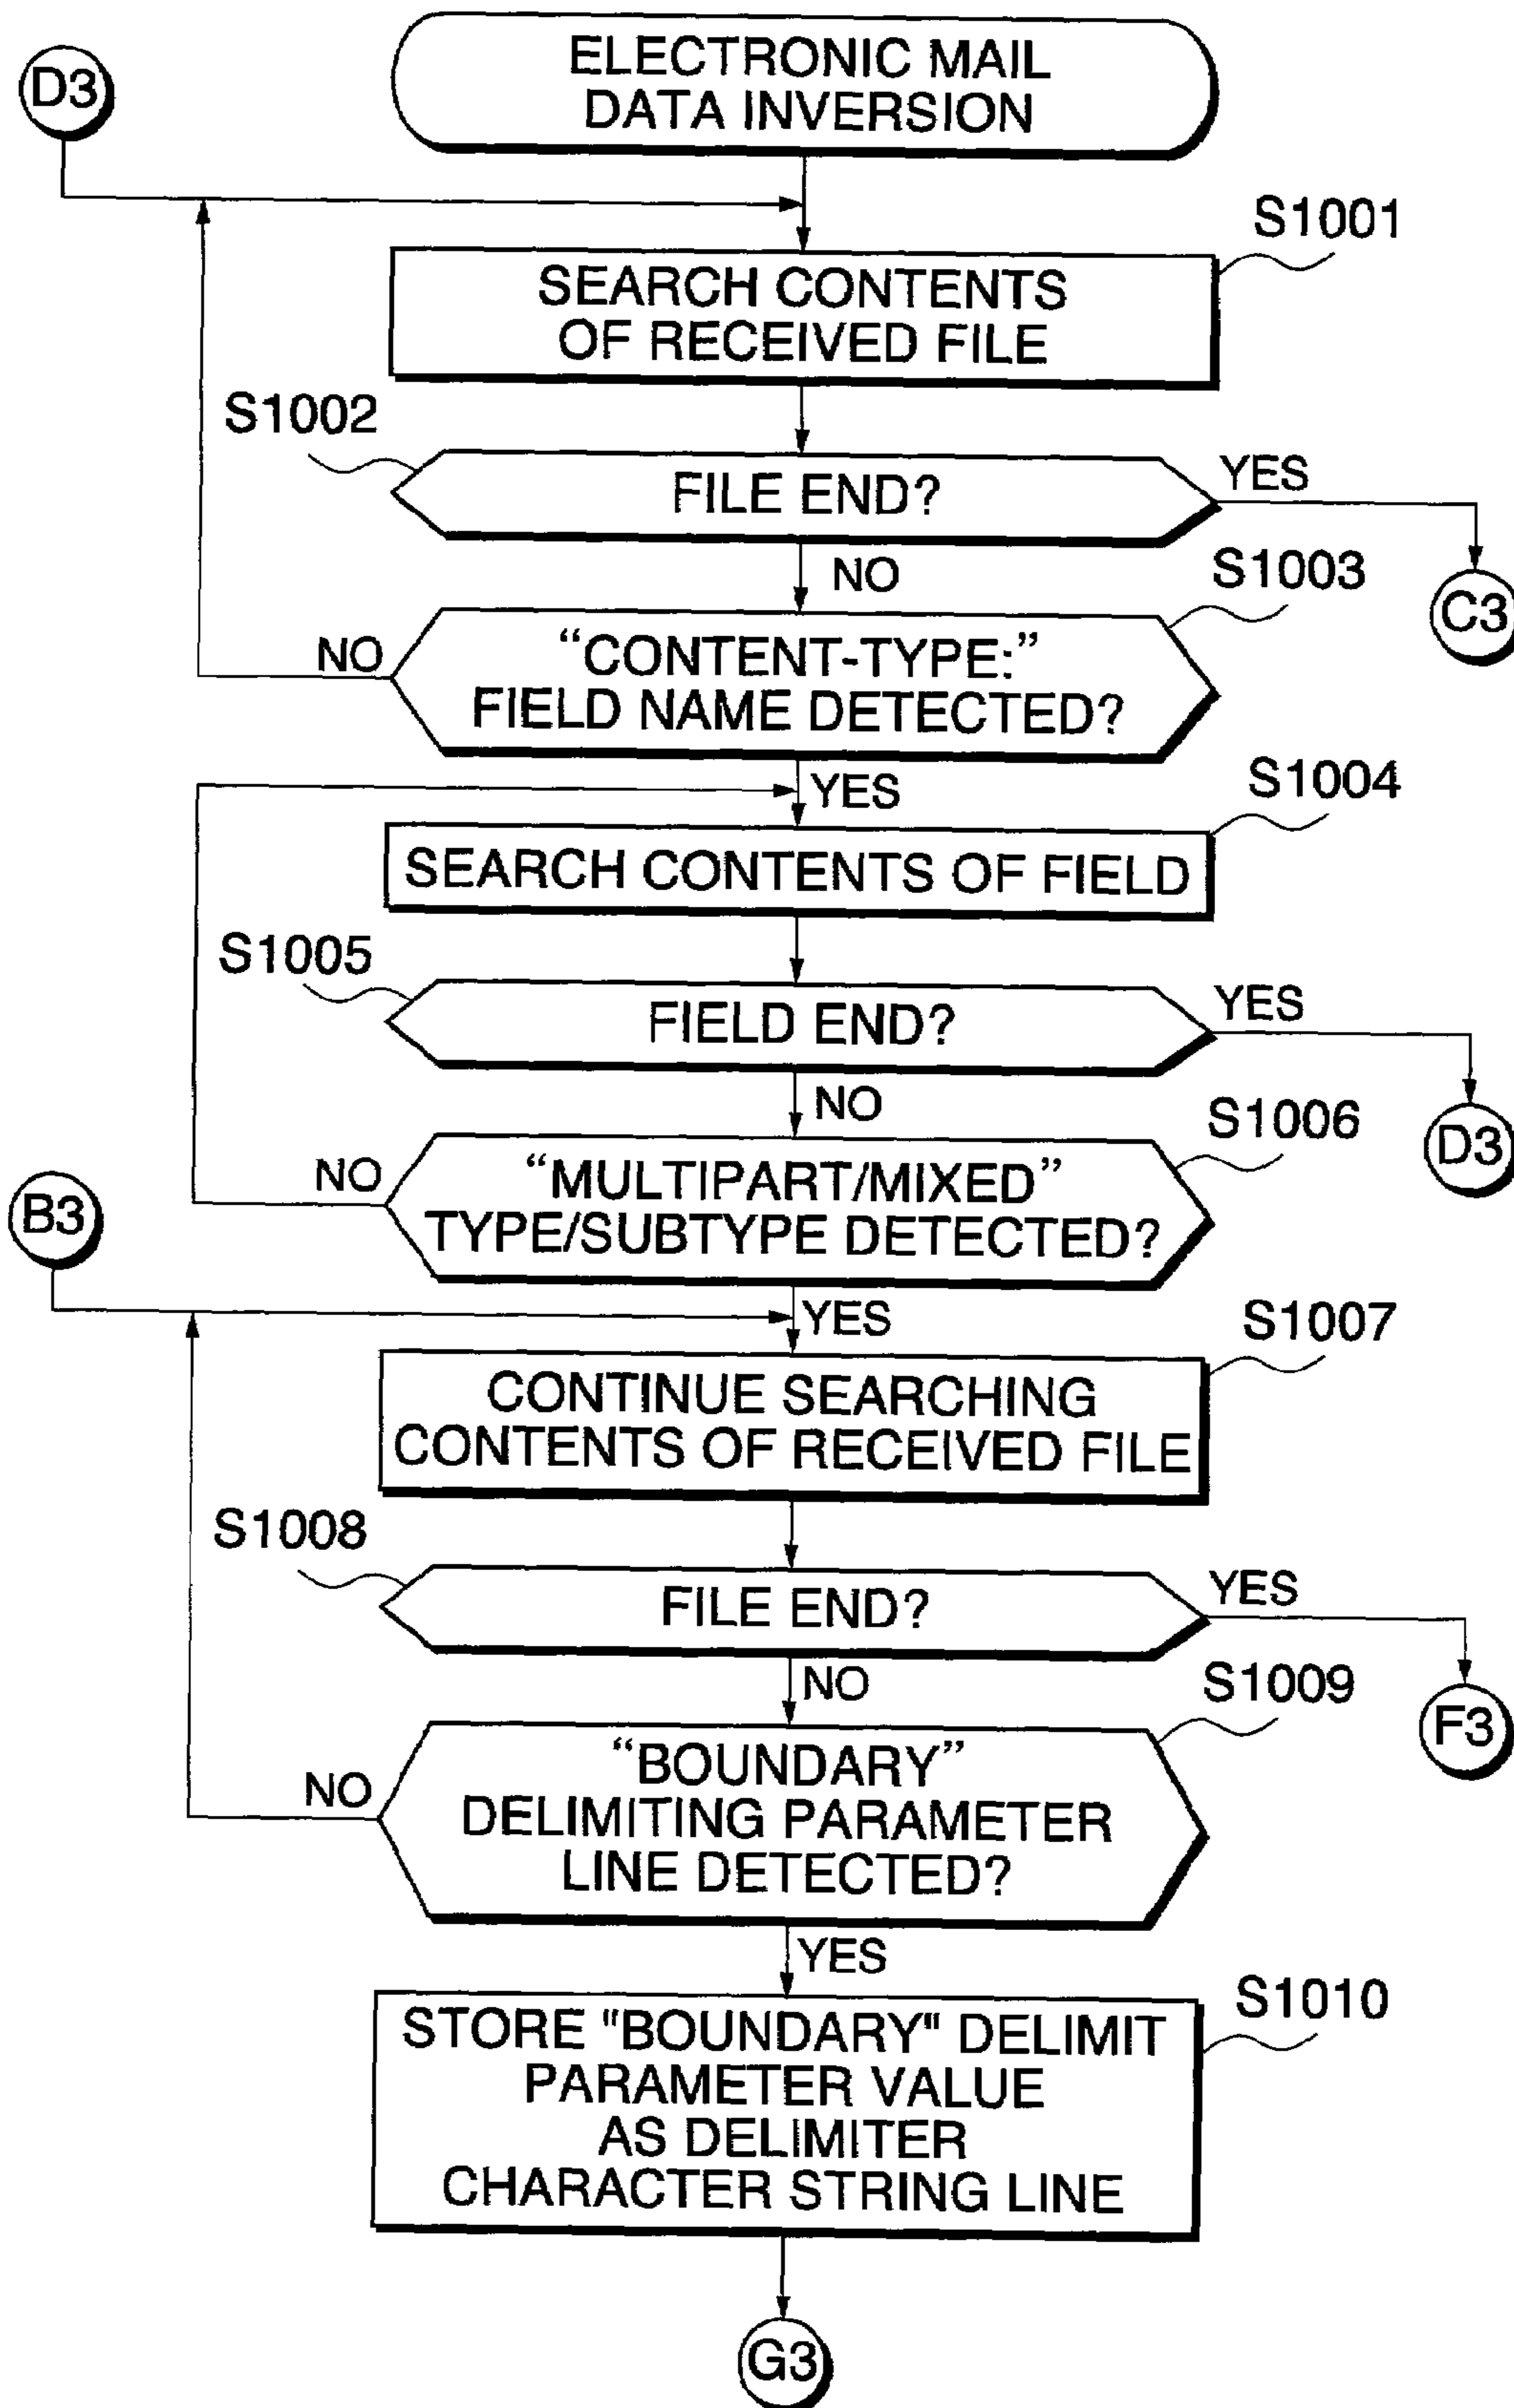 D3
ELECTRONIC MAIL
DATA INVERSION
S1001
SEARCH CONTENTS
OF RECEIVED FILE
S1002
FILE END?
YES
NO
S1003
C3
NO
“CONTENT-TYPE:”
FIELD NAME DETECTED?
YES
S1004
SEARCH CONTENTS OF FIELD
S1005
FIELD END?
YES
NO
S1006
D3
NO
“MULTIPART/MIXED”
TYPE/SUBTYPE DETECTED?
B3
YES
S1007
CONTINUE SEARCHING
CONTENTS OF RECEIVED FILE
S1008
FILE END?
YES
NO
S1009
F3
NO
“BOUNDARY”
DELIMITING PARAMETER
LINE DETECTED?
YES
S1010
STORE "BOUNDARY" DELIMIT
PARAMETER VALUE
AS DELIMITER
CHARACTER STRING LINE
G3